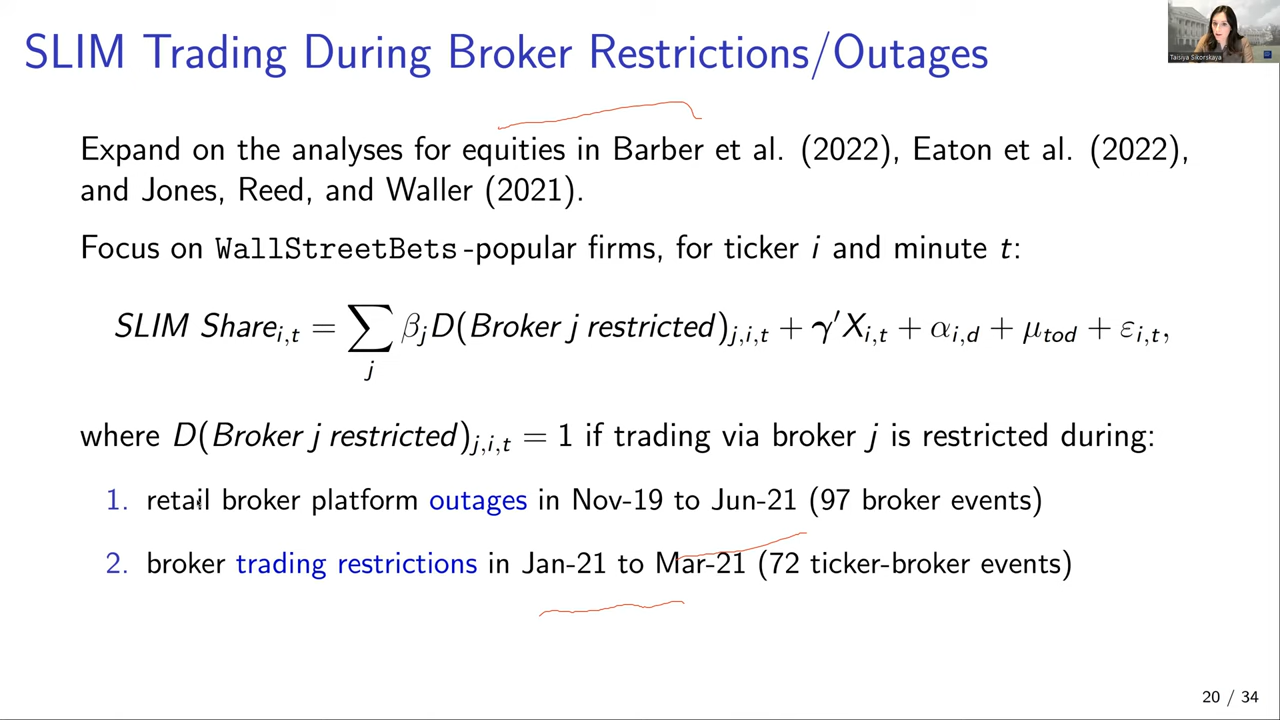 SLIM Trading During Broker Restrictions/Outages
Taisiya Sikorskaya
Expand on the analyses for equities in Barber et al. (2022), Eaton et al. (2022),
and Jones, Reed, and Waller (2021).
Focus on WallStreetBets-popular firms, for ticker i and minute t:
SLIM Share_{i,t} = ∑_j β_j D(Broker j restricted)_{j,i,t} + γ′X_{i,t} + α_{i,d} + μ_{tod} + ε_{i,t},
where D(Broker j restricted)_{j,i,t} = 1 if trading via broker j is restricted during:
1. retail broker platform outages in Nov-19 to Jun-21 (97 broker events)
2. broker trading restrictions in Jan-21 to Mar-21 (72 ticker-broker events)
20 / 34